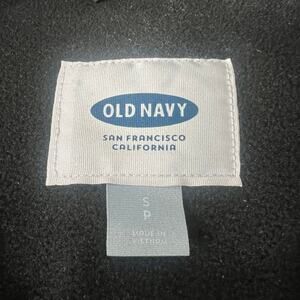 OLD NAVY
SAN FRANCISCO
CALIFORNIA
S
P
MADE IN
VIETNAM